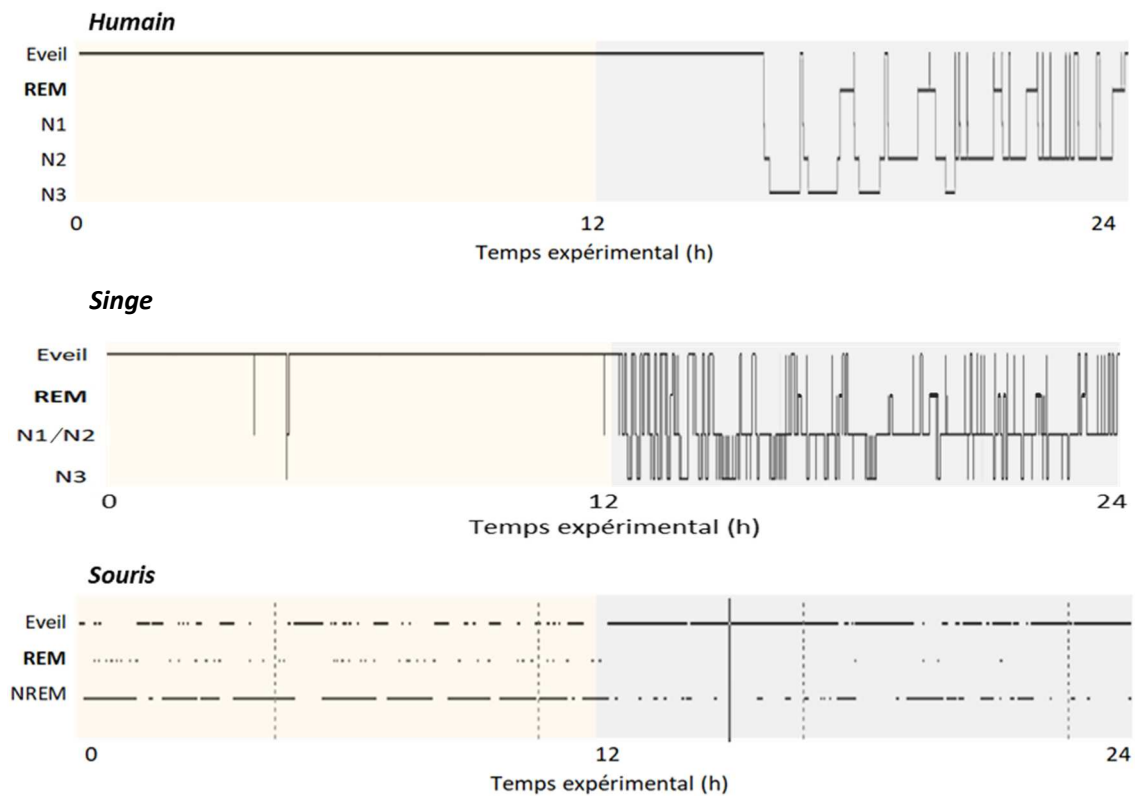 Humain
Eveil
REM
N1
N2
N3
0 12 24
Temps expérimental (h)
Singe
Eveil
REM
N1/N2
N3
0 12 24
Temps expérimental (h)
Souris
Eveil
REM
NREM
0 12 24
Temps expérimental (h)